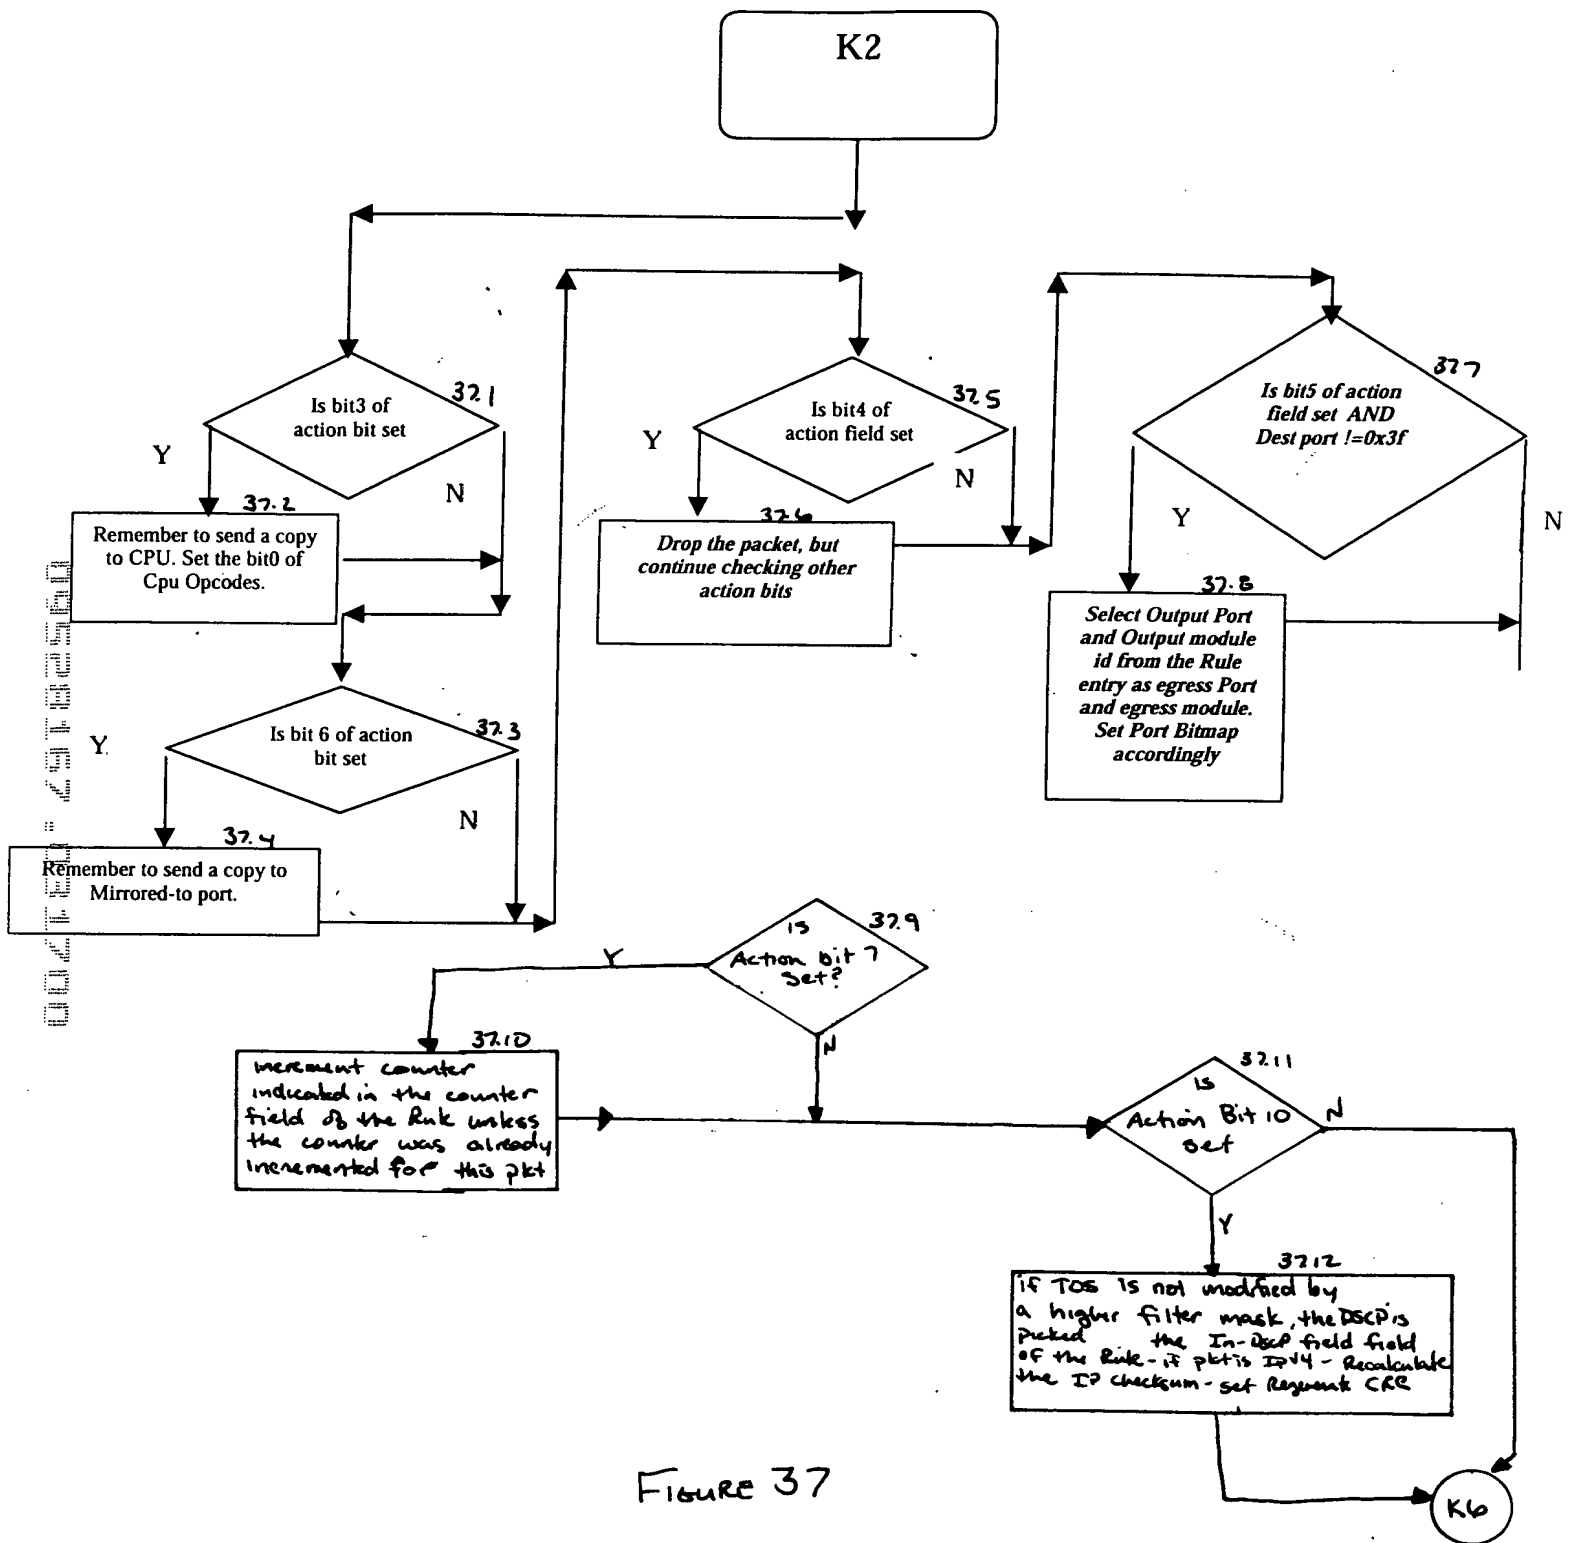 K2
37.1
Is bit3 of
action bit set
Y
N
37.2
Remember to send a copy
to CPU. Set the bit0 of
Cpu Opcodes.
37.3
Is bit 6 of action
bit set
Y
N
37.4
Remember to send a copy to
Mirrored-to port.
37.5
Is bit4 of
action field set
Y
N
37.6
Drop the packet, but
continue checking other
action bits
37.7
Is bit5 of action
field set AND
Dest port !=0x3f
Y
N
37.8
Select Output Port
and Output module
id from the Rule
entry as egress Port
and egress module.
Set Port Bitmap
accordingly
37.9
is
Action bit 7
Set?
Y
N
37.10
increment counter
indicated in the counter
field of the Rule unless
the counter was already
incremented for this pkt
37.11
is
Action Bit 10
set
N
Y
37.12
if TOS is not modified by
a higher filter mask, the DSCP is
picked the In-DSCP field field
of the Rule - if pkt is IPv4 - Recalculate
the IP checksum - set Regenerate CRC
K6
FIGURE 37